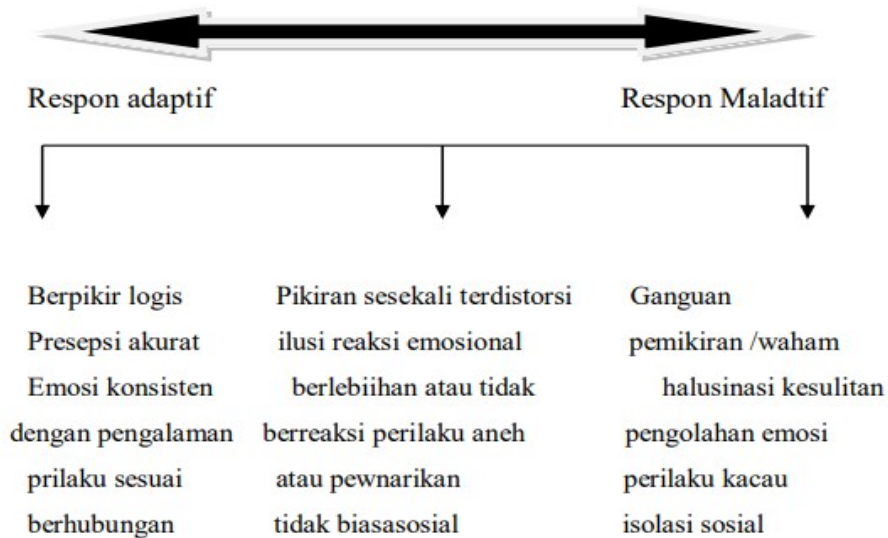 Respon adaptif Respon Maladtif
Berpikir logis Pikiran sesekali terdistorsi Ganguan
Presepsi akurat ilusi reaksi emosional pemikiran /waham
Emosi konsisten berlebiihan atau tidak halusinasi kesulitan
dengan pengalaman berreaksi perilaku aneh pengolahan emosi
prilaku sesuai atau pewnarikan perilaku kacau
berhubungan tidak biasasosial isolasi sosial